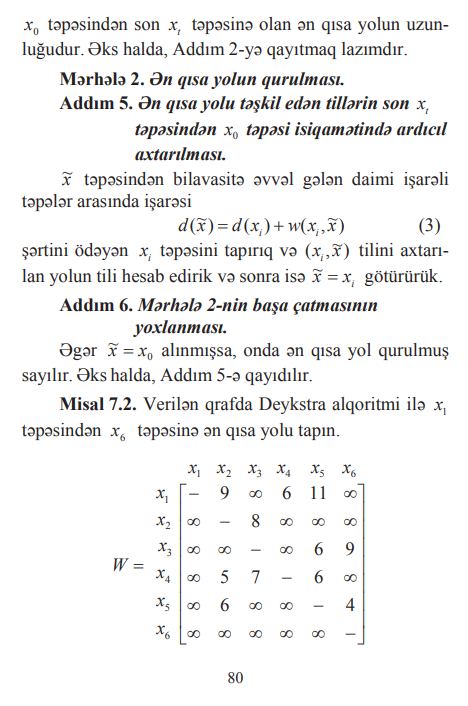 x₀ təpəsindən son xₜ təpəsinə olan ən qısa yolun uzun-
luğudur. Əks halda, Addım 2-yə qayıtmaq lazımdır.
Mərhələ 2. Ən qısa yolun qurulması.
Addım 5. Ən qısa yolu təşkil edən tillərin son xₜ
təpəsindən x₀ təpəsi isiqamətində ardıcıl
axtarılması.
x̃ təpəsindən bilavasitə əvvəl gələn daimi işarəli
təpələr arasında işarəsi
d(x̃) = d(xᵢ) + w(xᵢ, x̃) (3)
şərtini ödəyən xᵢ təpəsini tapırıq və (xᵢ, x̃) tilini axtarı-
lan yolun tili hesab edirik və sonra isə x̃ = xᵢ götürürük.
Addım 6. Mərhələ 2-nin başa çatmasının
yoxlanması.
Əgər x̃ = x₀ alınmışsa, onda ən qısa yol qurulmuş
sayılır. Əks halda, Addım 5-ə qayıdılır.
Misal 7.2. Verilən qrafda Deykstra alqoritmi ilə x₁
təpəsindən x₆ təpəsinə ən qısa yolu tapın.
x₁ x₂ x₃ x₄ x₅ x₆
x₁ – 9 ∞ 6 11 ∞
x₂ ∞ – 8 ∞ ∞ ∞
x₃ ∞ ∞ – ∞ 6 9
W =
x₄ ∞ 5 7 – 6 ∞
x₅ ∞ 6 ∞ ∞ – 4
x₆ ∞ ∞ ∞ ∞ ∞ –
80